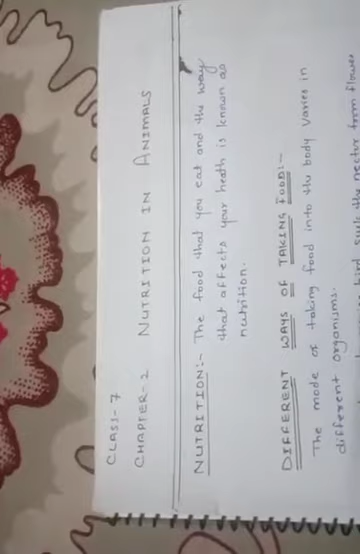 CLASS-7
CHAPTER-2 NUTRITION IN ANIMALS
NUTRITION:- The food that you eat and the way
that affects your heath is known as
nutrition.
DIFFERENT WAYS OF TAKING FOOD:-
The mode of taking food into the body varies in
different organisms.
bird suck the nectar from flower